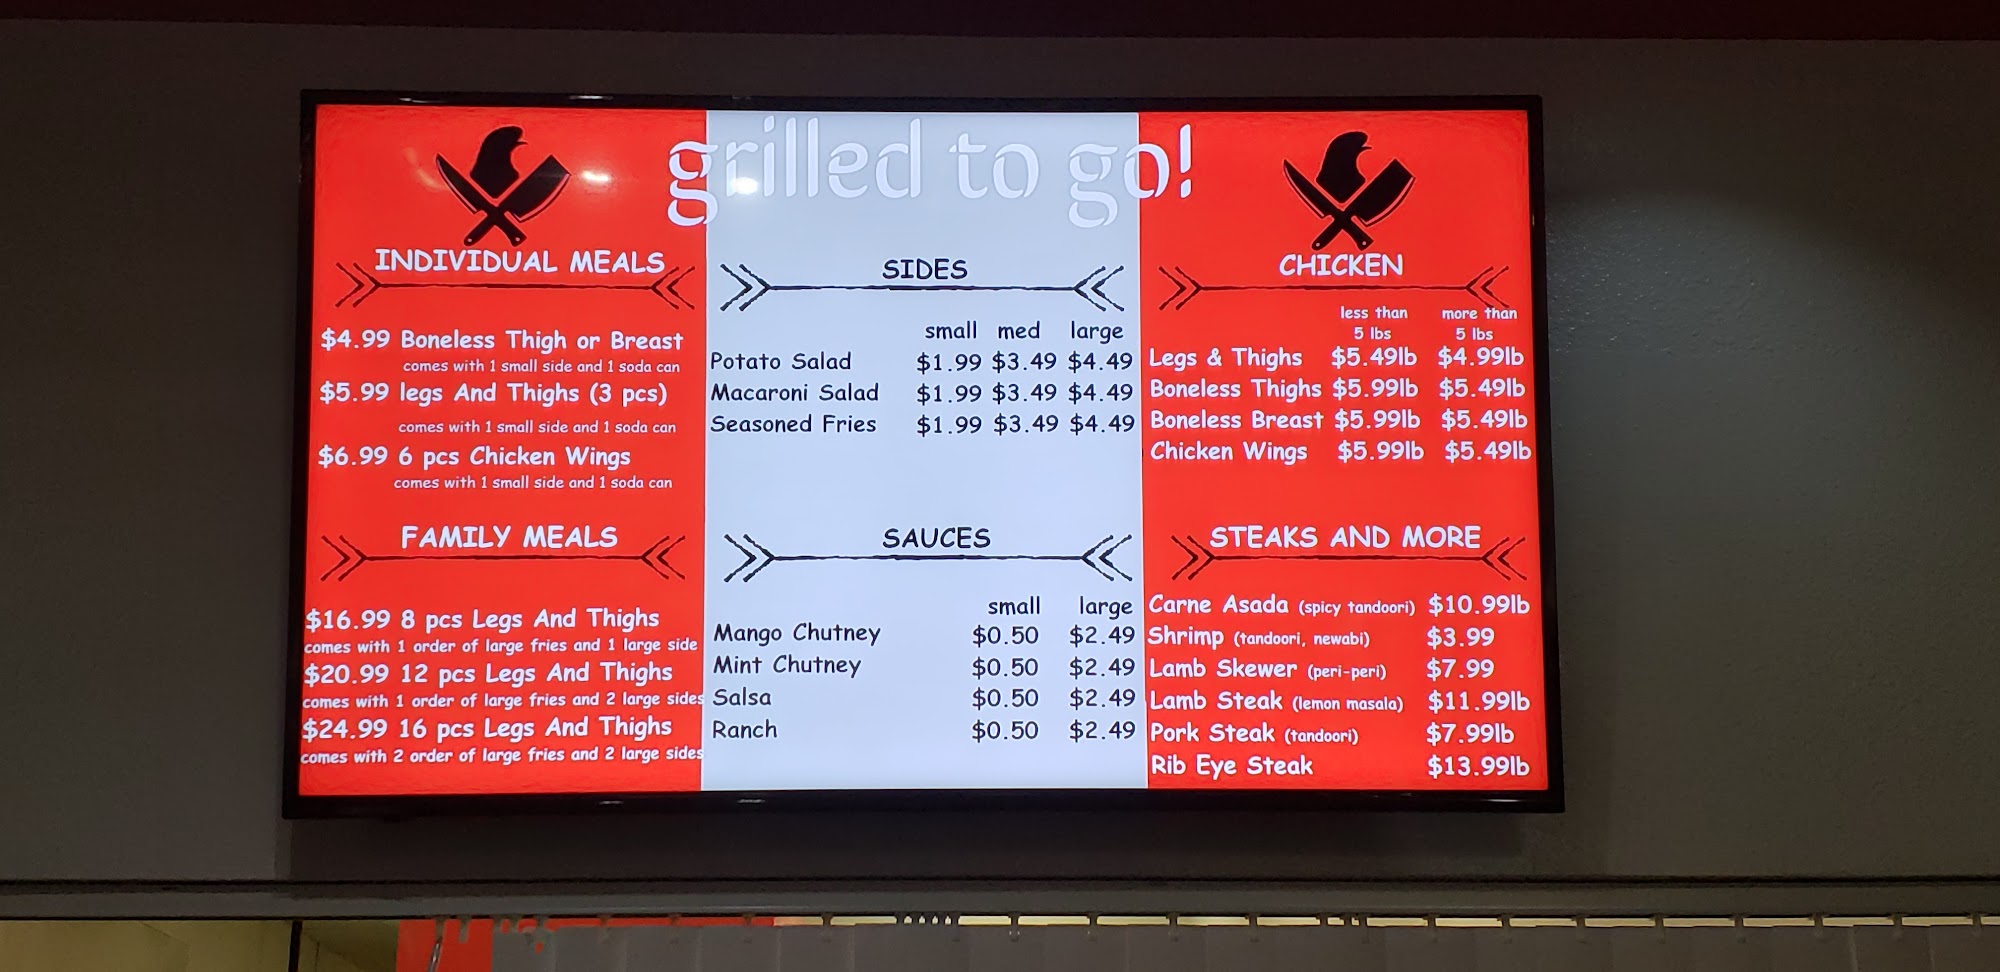 grilled to go!
INDIVIDUAL MEALS
$4.99 Boneless Thigh or Breast
comes with 1 small side and 1 soda can
$5.99 legs And Thighs (3 pcs)
comes with 1 small side and 1 soda can
$6.99 6 pcs Chicken Wings
comes with 1 small side and 1 soda can
FAMILY MEALS
$16.99 8 pcs Legs And Thighs
comes with 1 order of large fries and 1 large side
$20.99 12 pcs Legs And Thighs
comes with 1 order of large fries and 2 large sides
$24.99 16 pcs Legs And Thighs
comes with 2 order of large fries and 2 large sides
SIDES
small med large
Potato Salad $1.99 $3.49 $4.49
Macaroni Salad $1.99 $3.49 $4.49
Seasoned Fries $1.99 $3.49 $4.49
SAUCES
small large
Mango Chutney $0.50 $2.49
Mint Chutney $0.50 $2.49
Salsa $0.50 $2.49
Ranch $0.50 $2.49
CHICKEN
less than more than
5 lbs 5 lbs
Legs & Thighs $5.49lb $4.99lb
Boneless Thighs $5.99lb $5.49lb
Boneless Breast $5.99lb $5.49lb
Chicken Wings $5.99lb $5.49lb
STEAKS AND MORE
Carne Asada (spicy tandoori) $10.99lb
Shrimp (tandoori, newabi) $3.99
Lamb Skewer (peri-peri) $7.99
Lamb Steak (lemon masala) $11.99lb
Pork Steak (tandoori) $7.99lb
Rib Eye Steak $13.99lb